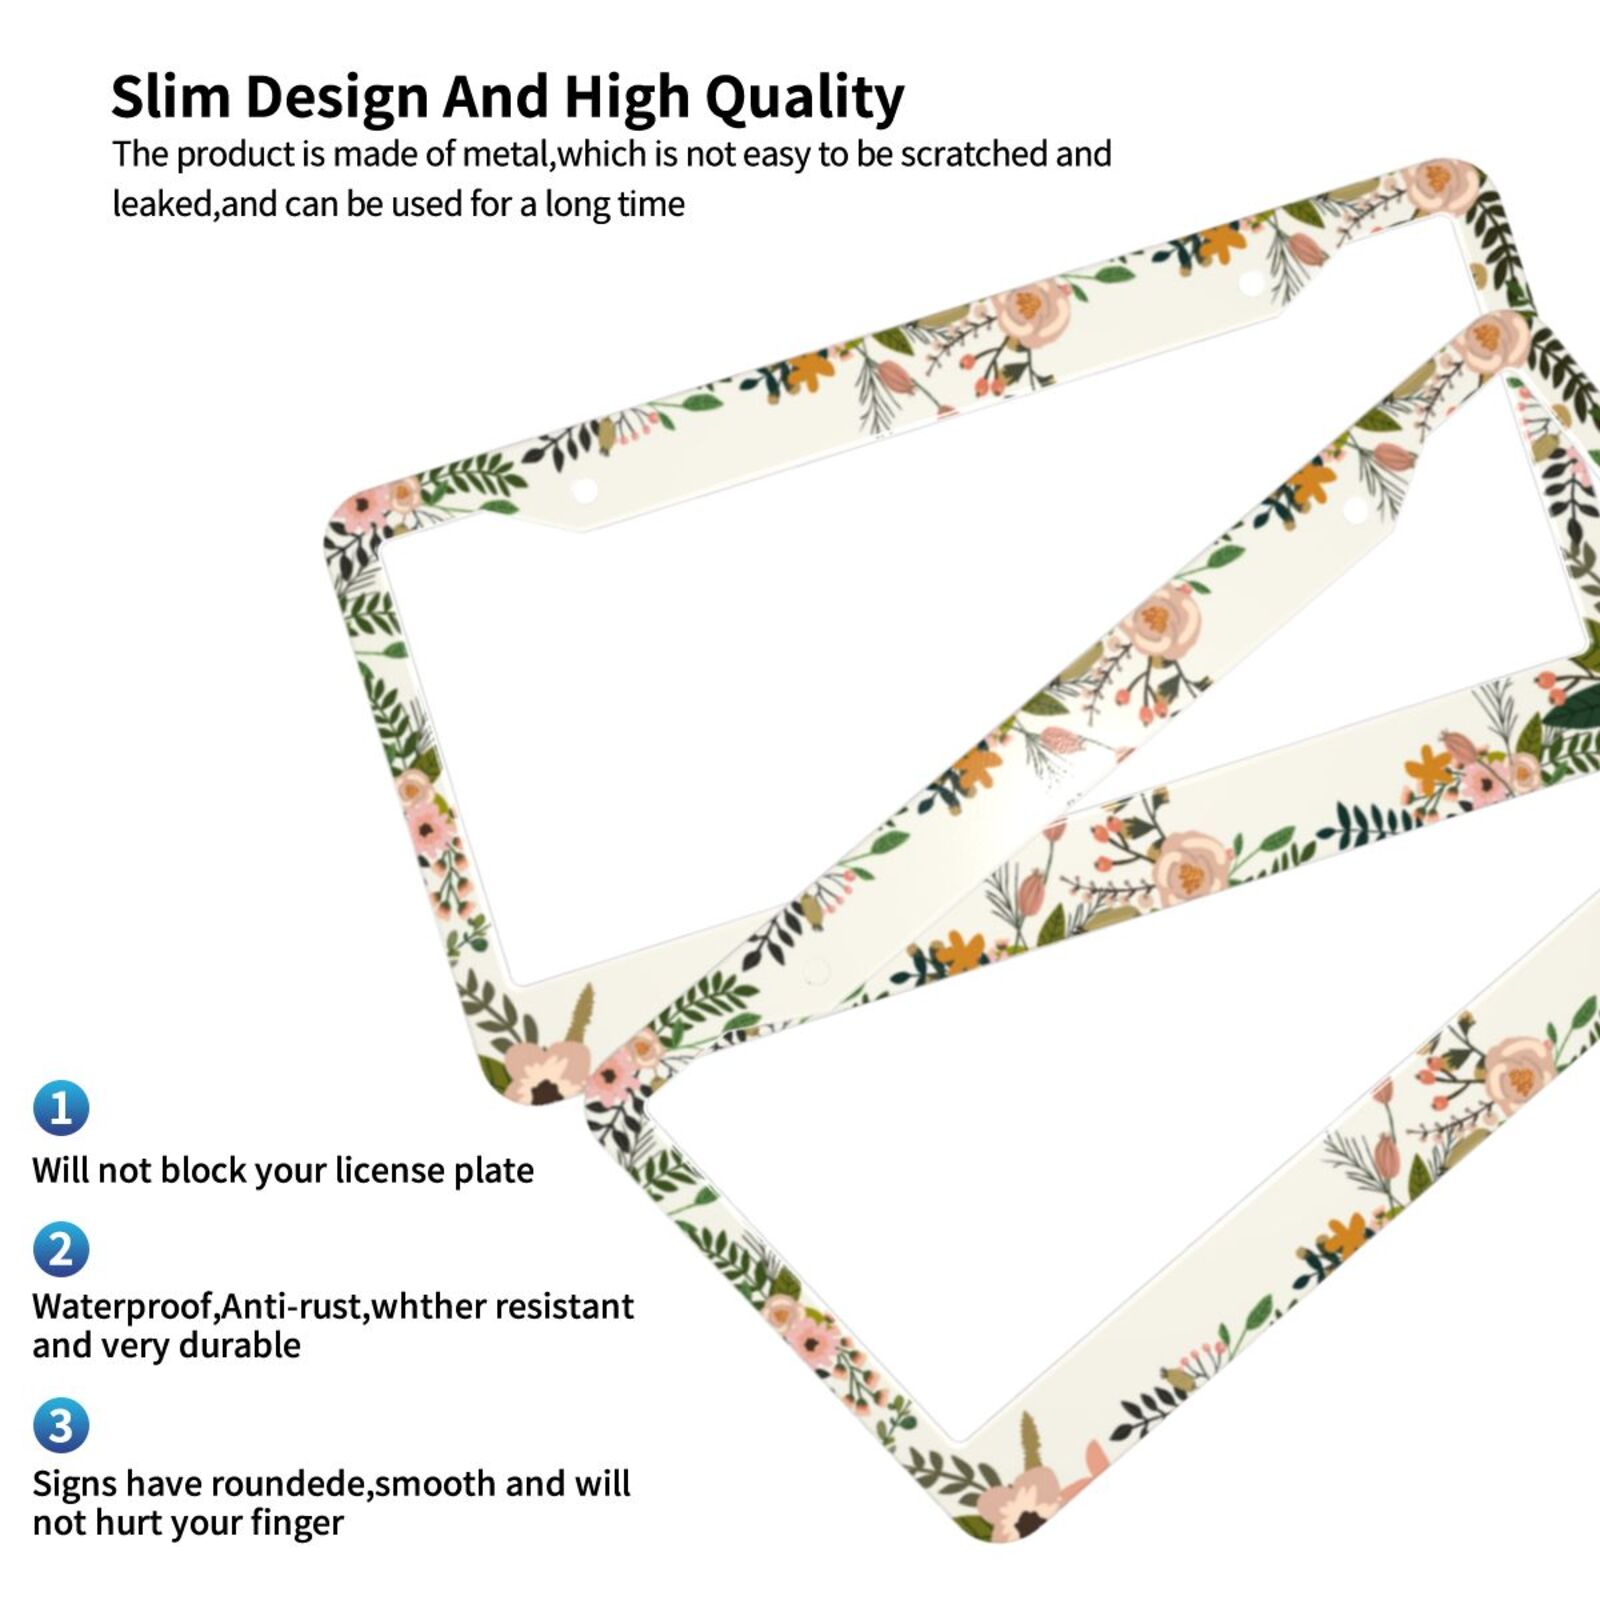 Slim Design And High Quality
The product is made of metal,which is not easy to be scratched and
leaked,and can be used for a long time
1
Will not block your license plate
2
Waterproof,Anti-rust,whther resistant
and very durable
3
Signs have roundede,smooth and will
not hurt your finger